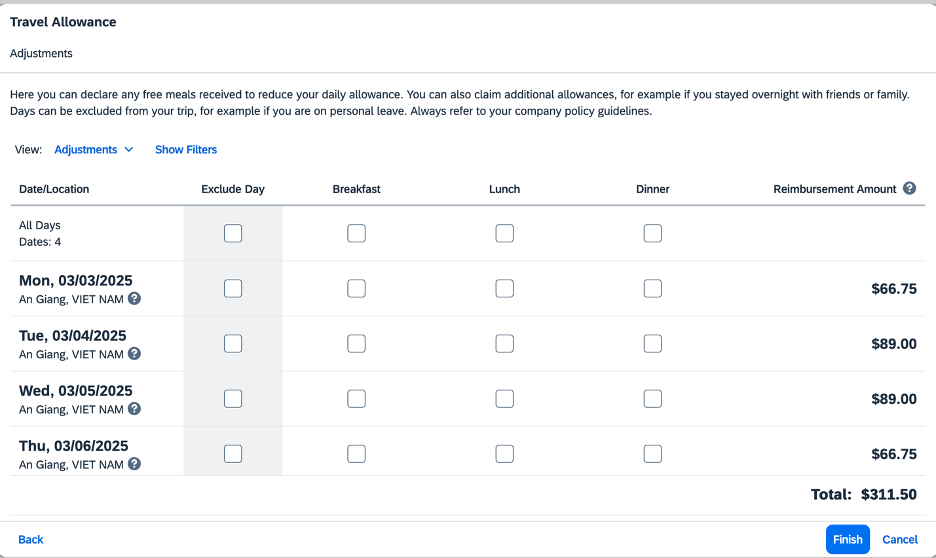 Travel Allowance
Adjustments
Here you can declare any free meals received to reduce your daily allowance. You can also claim additional allowances, for example if you stayed overnight with friends or family.
Days can be excluded from your trip, for example if you are on personal leave. Always refer to your company policy guidelines.
View: Adjustments Show Filters
Date/Location Exclude Day Breakfast Lunch Dinner Reimbursement Amount ?
All Days
Dates: 4
Mon, 03/03/2025
An Giang, VIET NAM ?
$66.75
Tue, 03/04/2025
An Giang, VIET NAM ?
$89.00
Wed, 03/05/2025
An Giang, VIET NAM ?
$89.00
Thu, 03/06/2025
An Giang, VIET NAM ?
$66.75
Total: $311.50
Back Finish Cancel